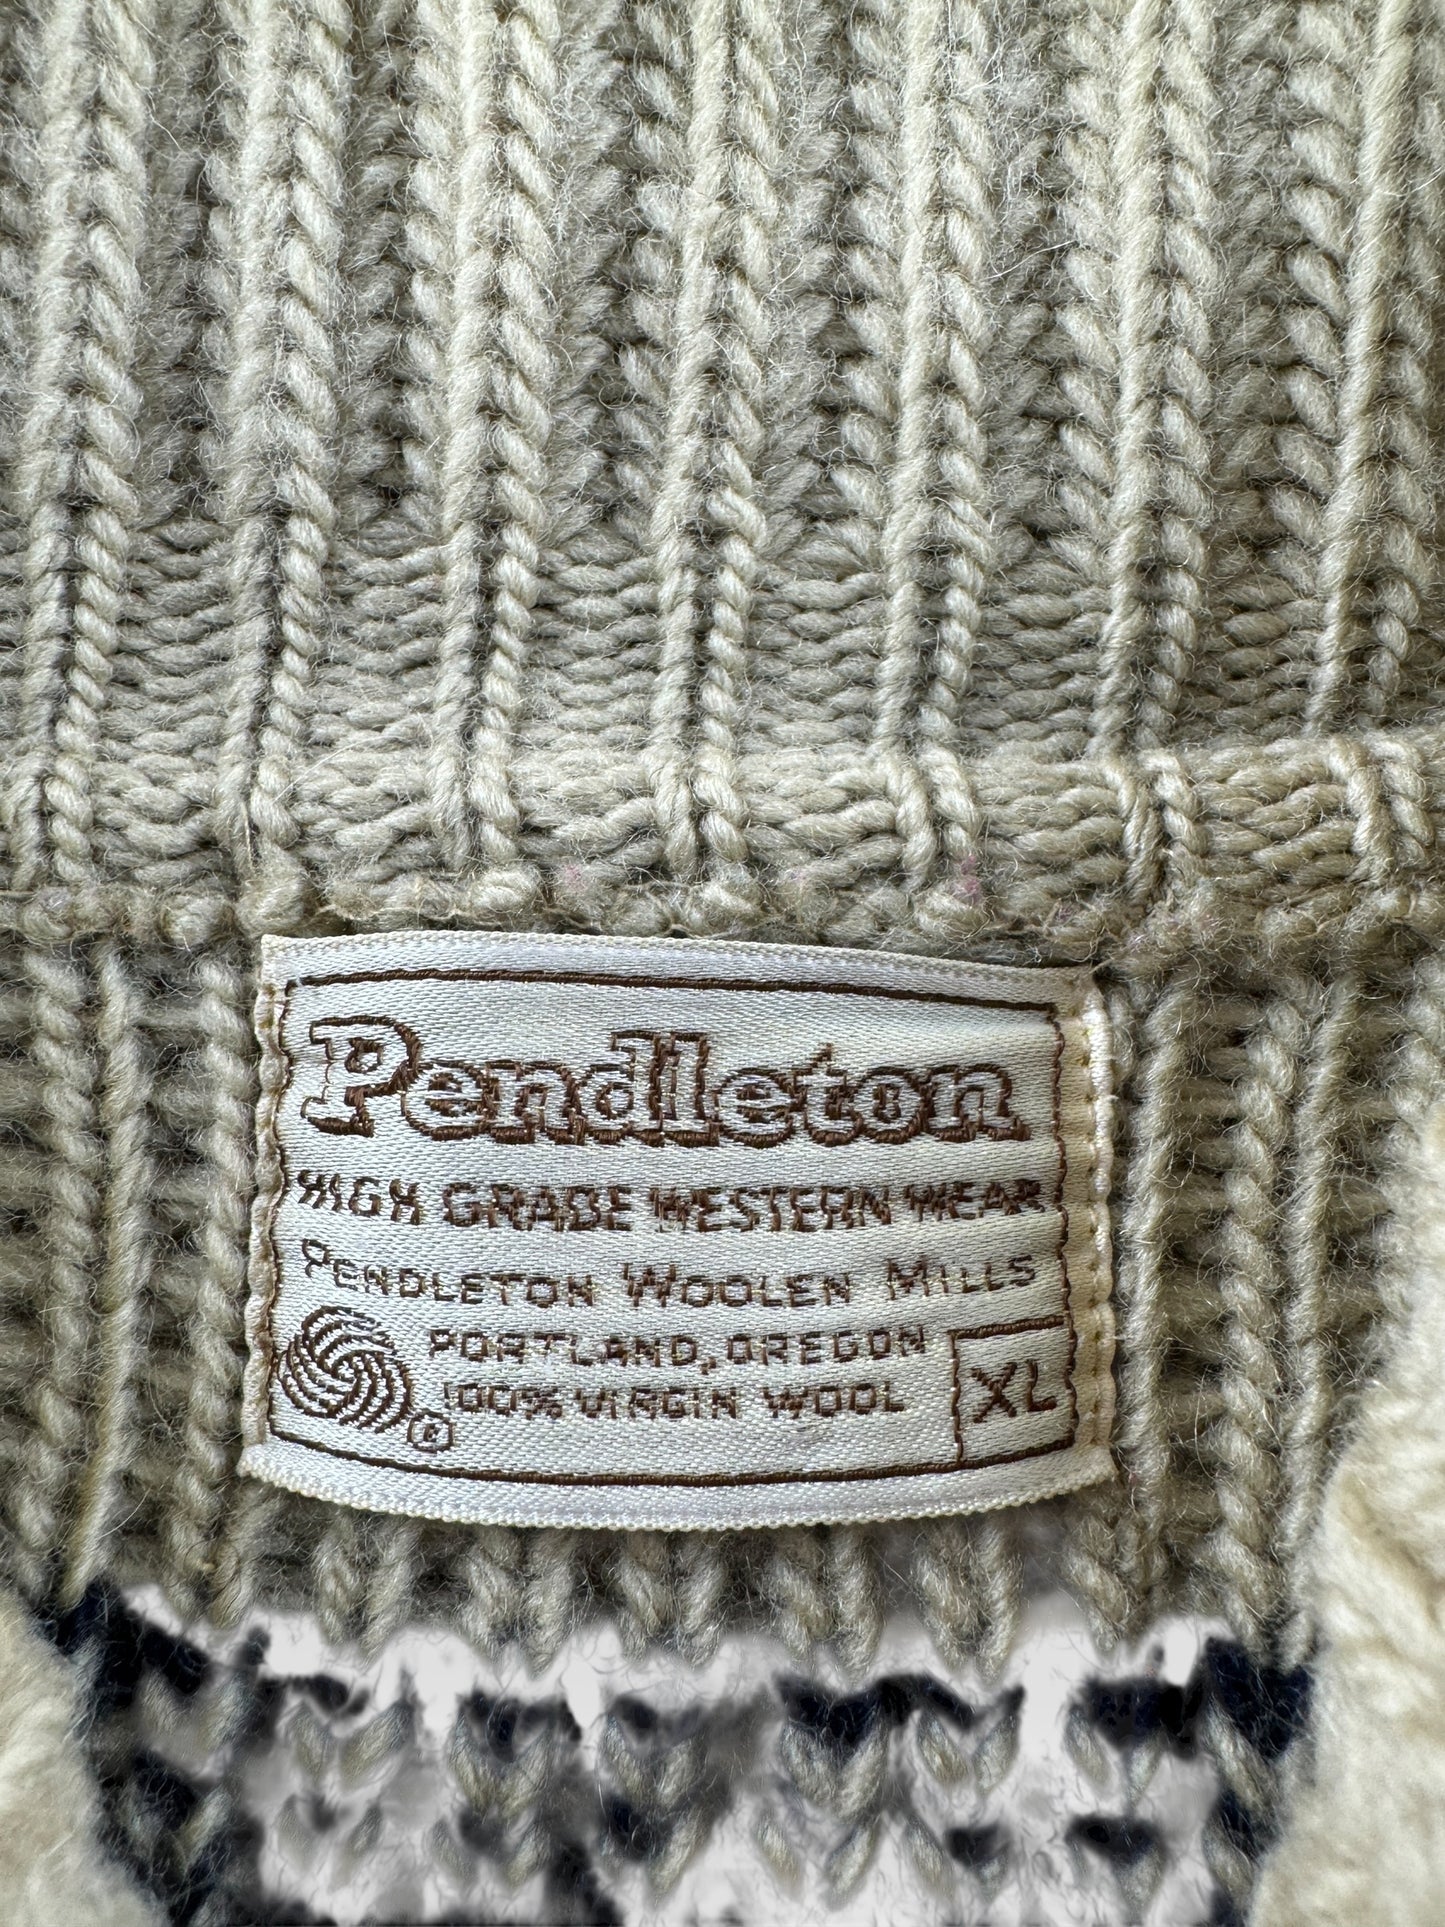 Pendleton
HIGH GRADE WESTERN WEAR
PENDLETON WOOLEN MILLS
PORTLAND, OREGON
100% VIRGIN WOOL
XL
®